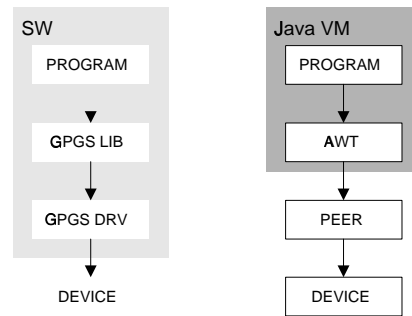 SW
PROGRAM
GPGS LIB
GPGS DRV
DEVICE
Java VM
PROGRAM
AWT
PEER
DEVICE